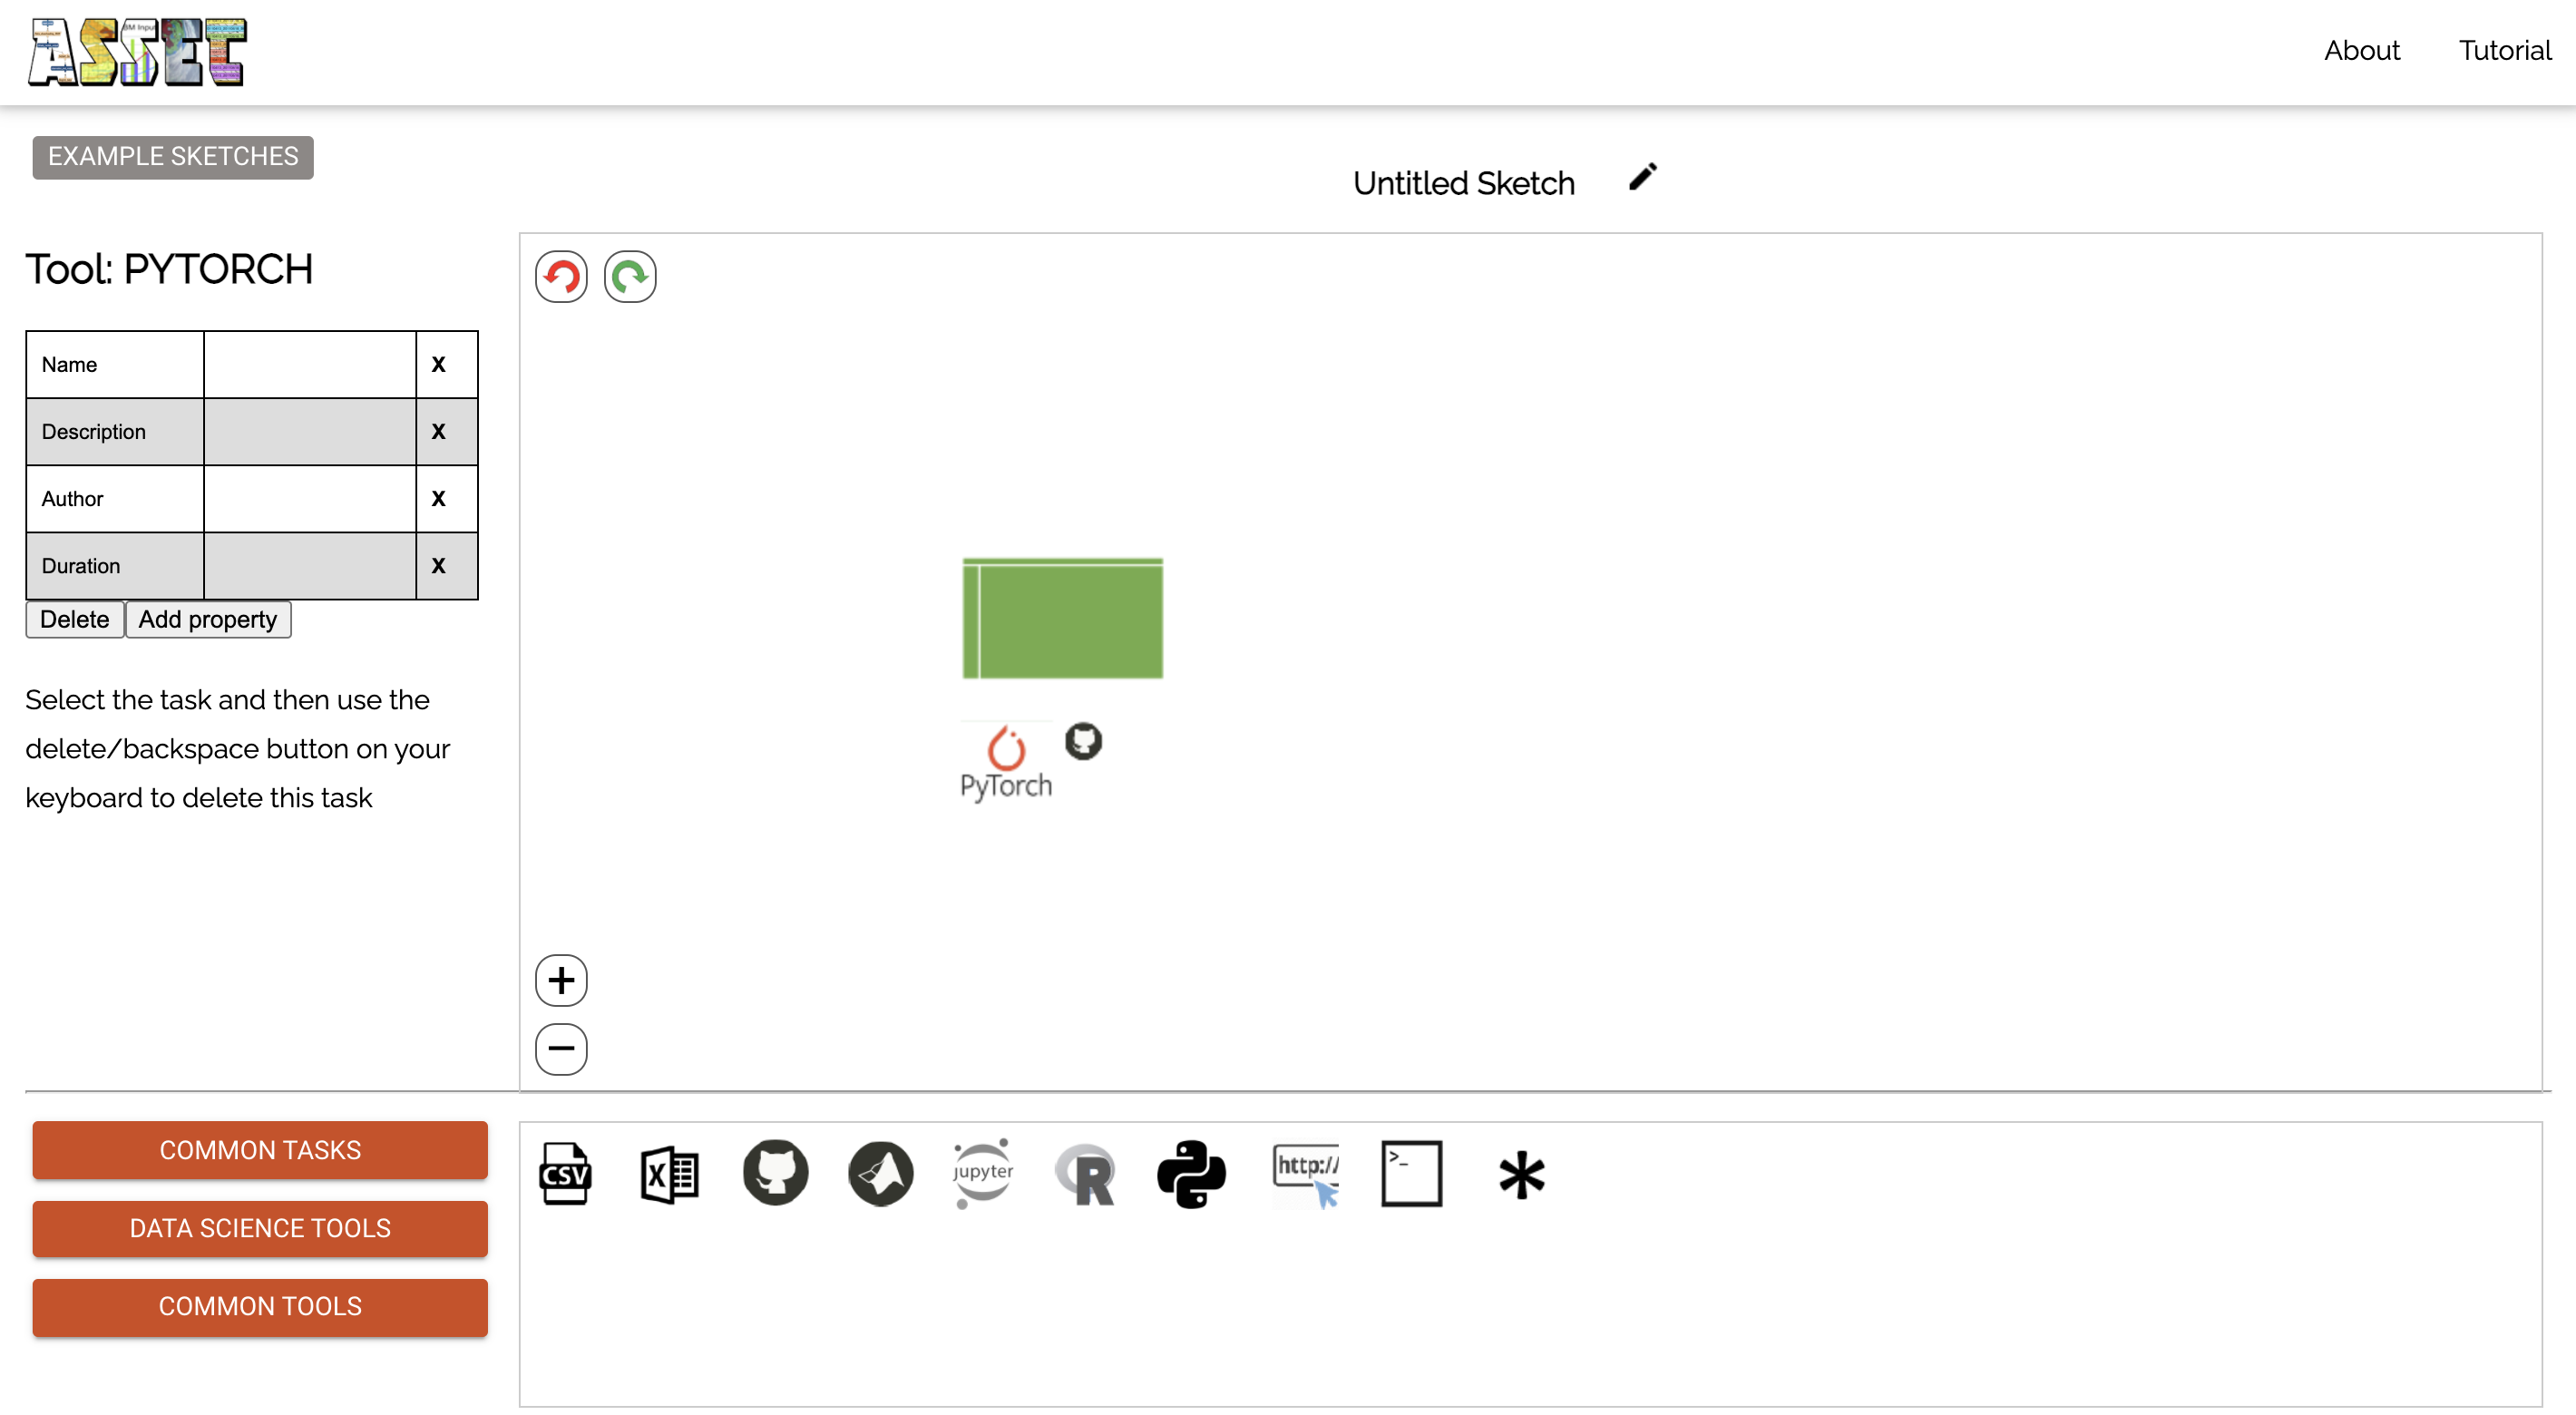 ASSET
About Tutorial
EXAMPLE SKETCHES
Untitled Sketch
Tool: PYTORCH
Name X
Description X
Author X
Duration X
Delete Add property
Select the task and then use the
delete/backspace button on your
keyboard to delete this task
PyTorch
COMMON TASKS
DATA SCIENCE TOOLS
COMMON TOOLS
CSV X jupyter R http:// >_ *